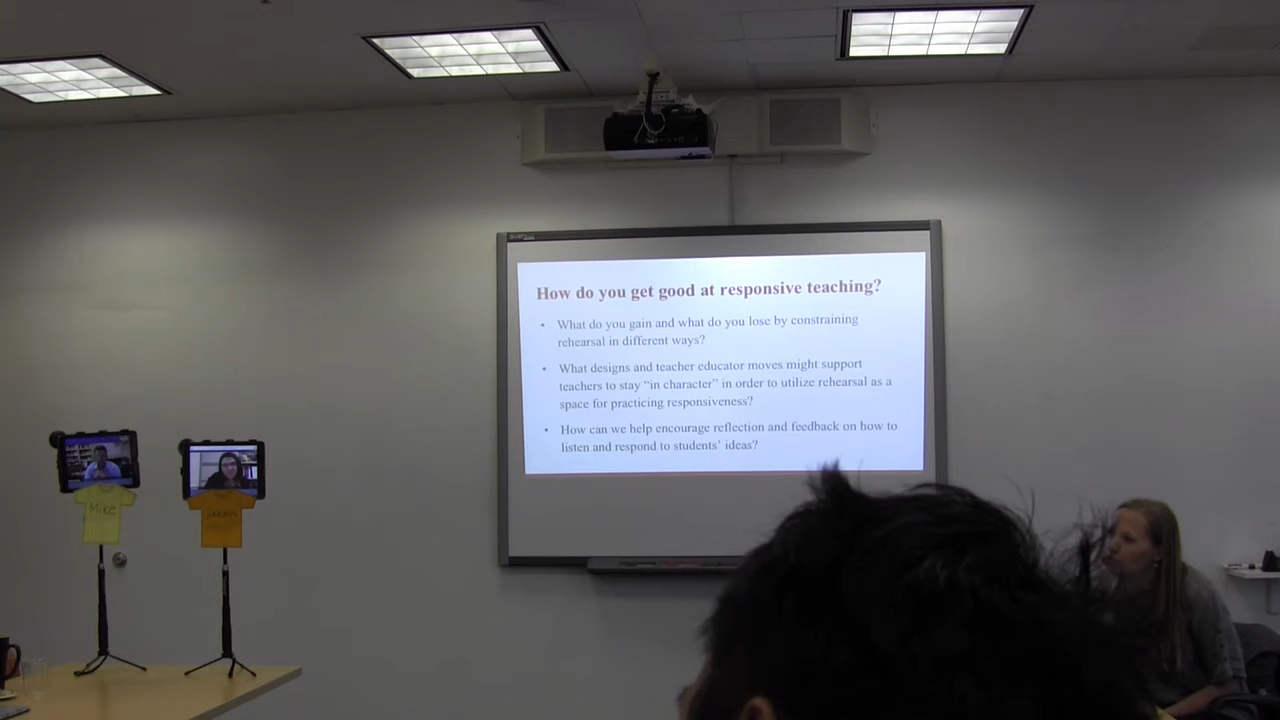 How do you get good at responsive teaching?
• What do you gain and what do you lose by constraining
rehearsal in different ways?
• What designs and teacher educator moves might support
teachers to stay “in character” in order to utilize rehearsal as a
space for practicing responsiveness?
• How can we help encourage reflection and feedback on how to
listen and respond to students’ ideas?
Mike